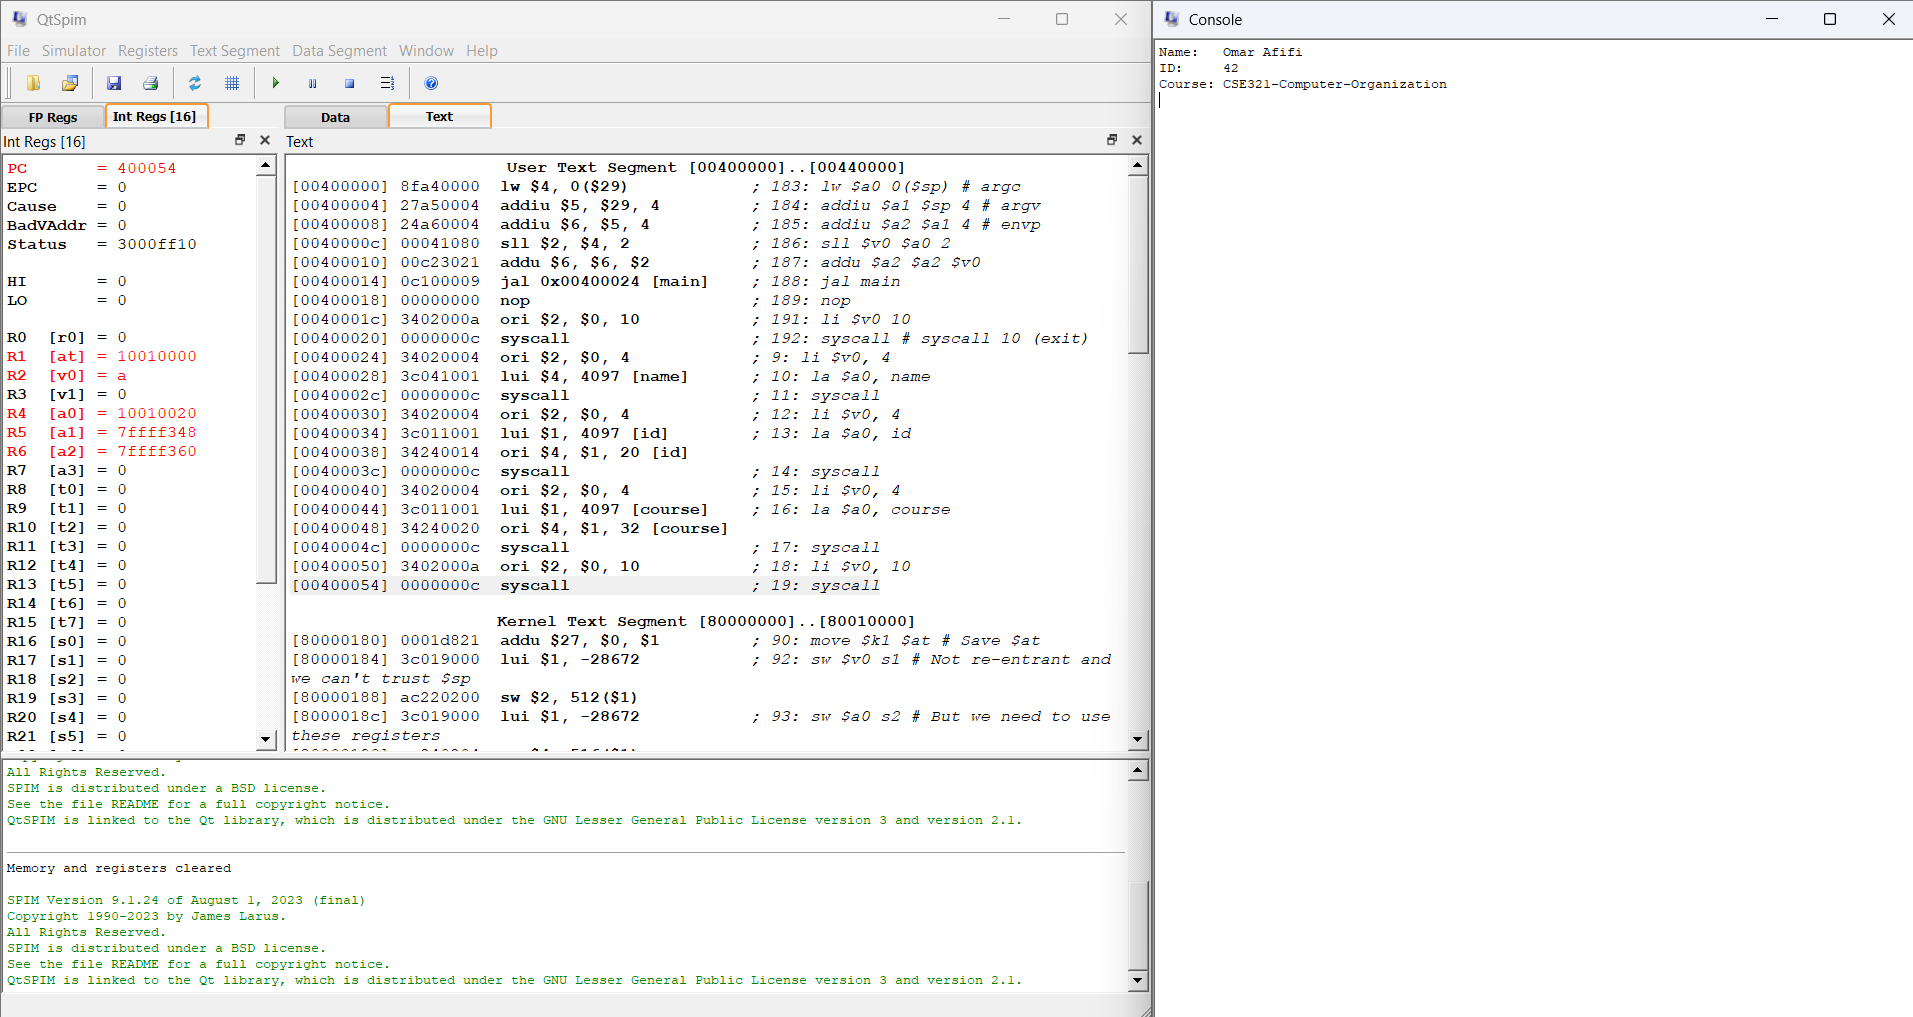 QtSpim
File Simulator Registers Text Segment Data Segment Window Help
FP Regs Int Regs [16] Data Text
Int Regs [16]
PC = 400054
EPC = 0
Cause = 0
BadVAddr = 0
Status = 3000ff10
HI = 0
LO = 0
R0 [r0] = 0
R1 [at] = 10010000
R2 [v0] = a
R3 [v1] = 0
R4 [a0] = 10010020
R5 [a1] = 7ffff348
R6 [a2] = 7ffff360
R7 [a3] = 0
R8 [t0] = 0
R9 [t1] = 0
R10 [t2] = 0
R11 [t3] = 0
R12 [t4] = 0
R13 [t5] = 0
R14 [t6] = 0
R15 [t7] = 0
R16 [s0] = 0
R17 [s1] = 0
R18 [s2] = 0
R19 [s3] = 0
R20 [s4] = 0
R21 [s5] = 0
Text
User Text Segment [00400000]..[00440000]
[00400000] 8fa40000 lw $4, 0($29) ; 183: lw $a0 0($sp) # argc
[00400004] 27a50004 addiu $5, $29, 4 ; 184: addiu $a1 $sp 4 # argv
[00400008] 24a60004 addiu $6, $5, 4 ; 185: addiu $a2 $a1 4 # envp
[0040000c] 00041080 sll $2, $4, 2 ; 186: sll $v0 $a0 2
[00400010] 00c23021 addu $6, $6, $2 ; 187: addu $a2 $a2 $v0
[00400014] 0c100009 jal 0x00400024 [main] ; 188: jal main
[00400018] 00000000 nop ; 189: nop
[0040001c] 3402000a ori $2, $0, 10 ; 191: li $v0 10
[00400020] 0000000c syscall ; 192: syscall # syscall 10 (exit)
[00400024] 34020004 ori $2, $0, 4 ; 9: li $v0, 4
[00400028] 3c041001 lui $4, 4097 [name] ; 10: la $a0, name
[0040002c] 0000000c syscall ; 11: syscall
[00400030] 34020004 ori $2, $0, 4 ; 12: li $v0, 4
[00400034] 3c011001 lui $1, 4097 [id] ; 13: la $a0, id
[00400038] 34240014 ori $4, $1, 20 [id]
[0040003c] 0000000c syscall ; 14: syscall
[00400040] 34020004 ori $2, $0, 4 ; 15: li $v0, 4
[00400044] 3c011001 lui $1, 4097 [course] ; 16: la $a0, course
[00400048] 34240020 ori $4, $1, 32 [course]
[0040004c] 0000000c syscall ; 17: syscall
[00400050] 3402000a ori $2, $0, 10 ; 18: li $v0, 10
[00400054] 0000000c syscall ; 19: syscall
Kernel Text Segment [80000000]..[80010000]
[80000180] 0001d821 addu $27, $0, $1 ; 90: move $k1 $at # Save $at
[80000184] 3c019000 lui $1, -28672 ; 92: sw $v0 s1 # Not re-entrant and
we can't trust $sp
[80000188] ac220200 sw $2, 512($1)
[8000018c] 3c019000 lui $1, -28672 ; 93: sw $a0 s2 # But we need to use
these registers
All Rights Reserved.
SPIM is distributed under a BSD license.
See the file README for a full copyright notice.
QtSPIM is linked to the Qt library, which is distributed under the GNU Lesser General Public License version 3 and version 2.1.
Memory and registers cleared
SPIM Version 9.1.24 of August 1, 2023 (final)
Copyright 1990-2023 by James Larus.
All Rights Reserved.
SPIM is distributed under a BSD license.
See the file README for a full copyright notice.
QtSPIM is linked to the Qt library, which is distributed under the GNU Lesser General Public License version 3 and version 2.1.
Console
Name: Omar Afifi
ID: 42
Course: CSE321-Computer-Organization